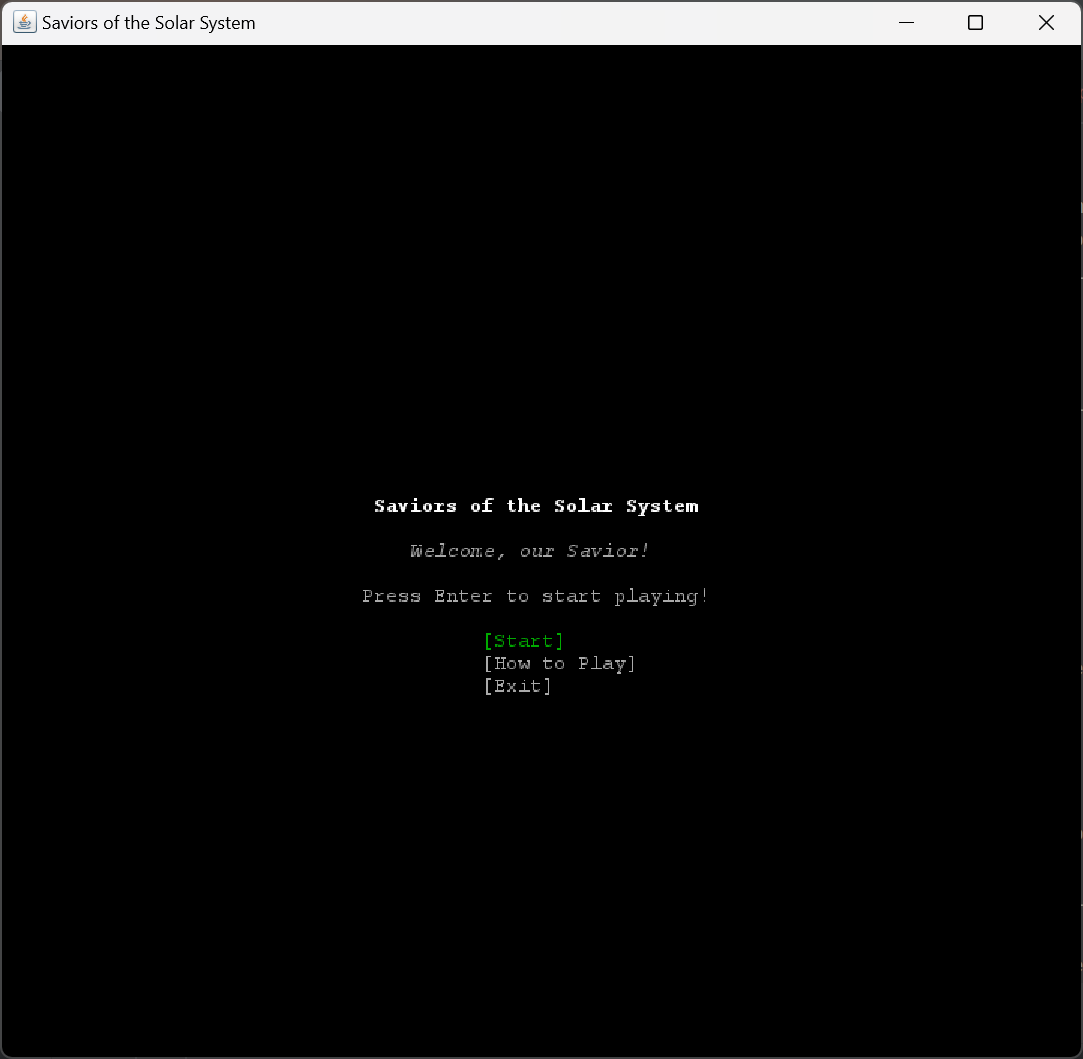 Saviors of the Solar System
Saviors of the Solar System
Welcome, our Savior!
Press Enter to start playing!
[Start]
[How to Play]
[Exit]